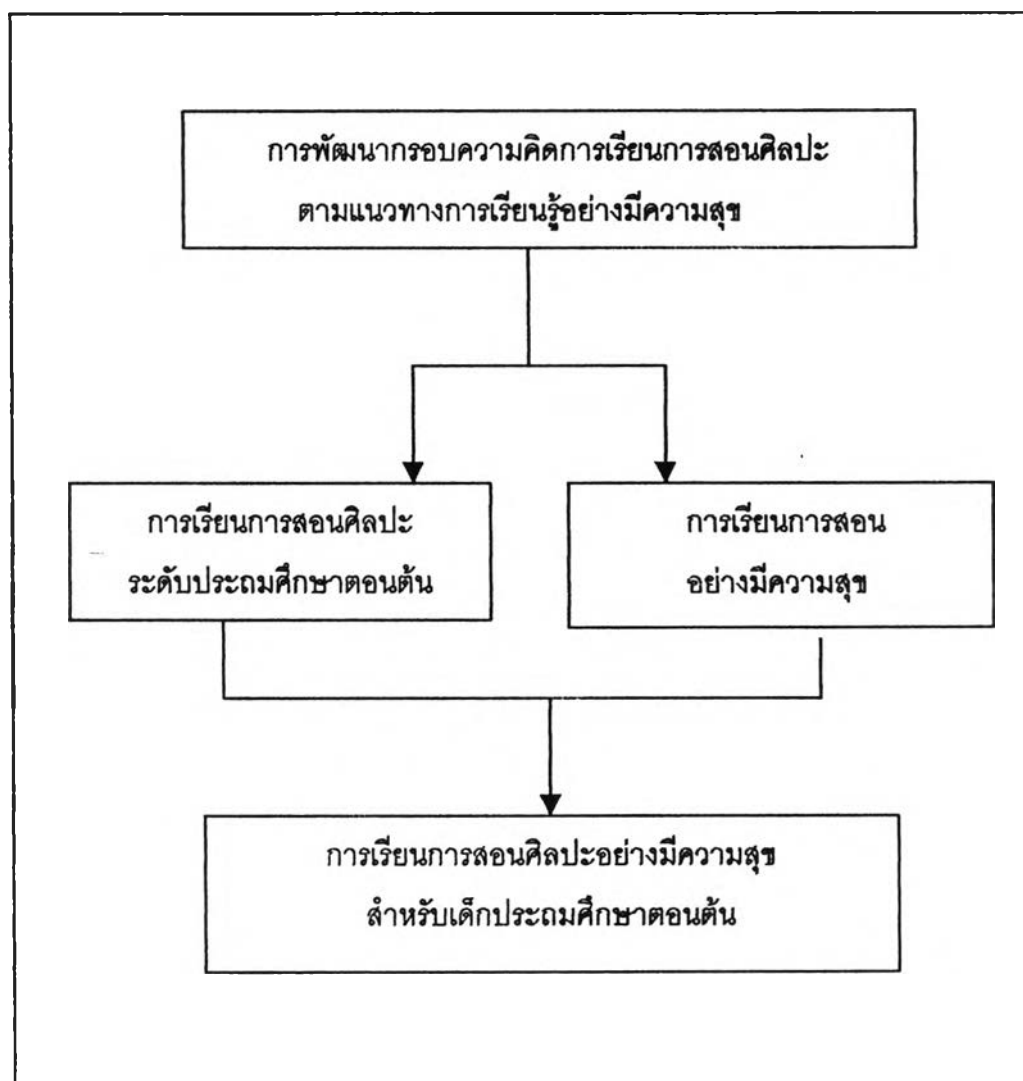 การพัฒนากรอบความคิดการเรียนการสอนศิลปะ
ตามแนวทางการเรียนรู้อย่างมีความสุข
การเรียนการสอนศิลปะ
ระดับประถมศึกษาตอนต้น
การเรียนการสอน
อย่างมีความสุข
การเรียนการสอนศิลปะอย่างมีความสุข
สำหรับเด็กประถมศึกษาตอนต้น